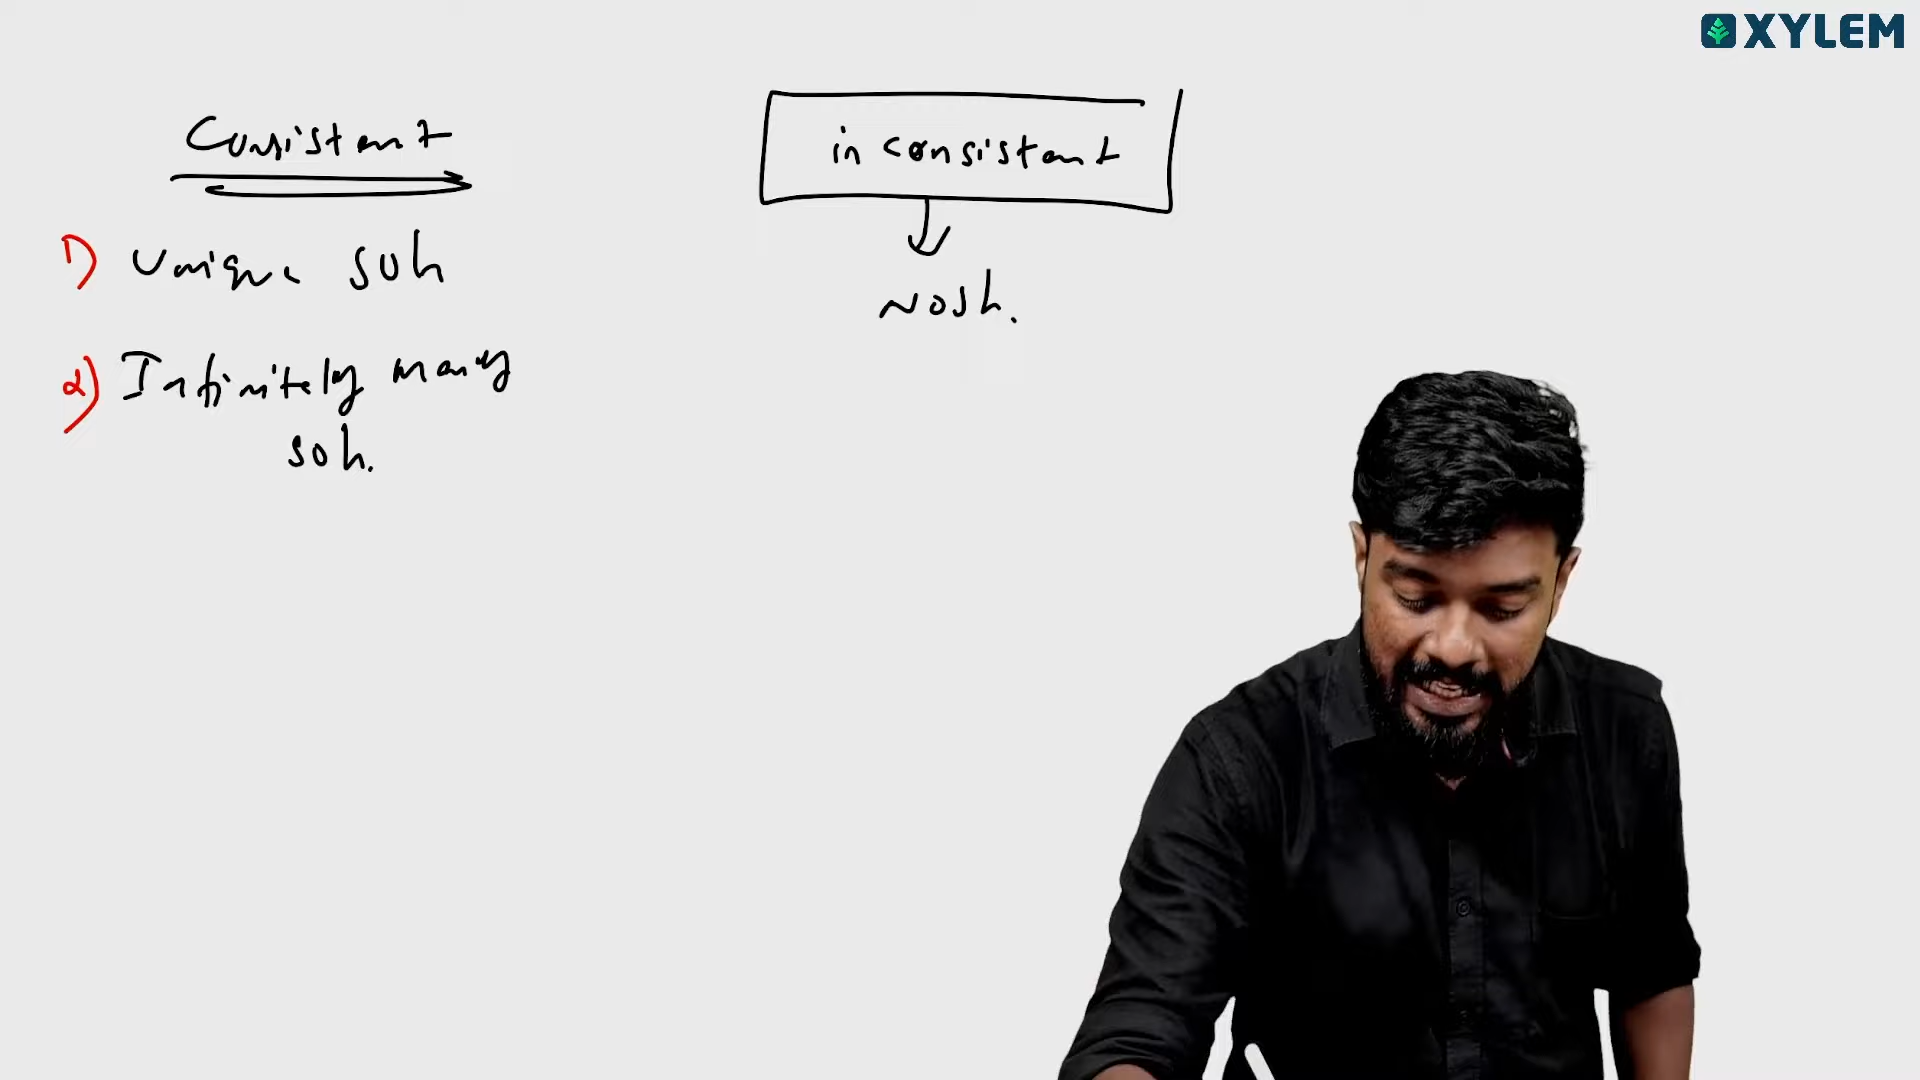 XYLEM
Consistent
1) Unique soln
2) Infinitely many
soln.
inconsistent
No soln.